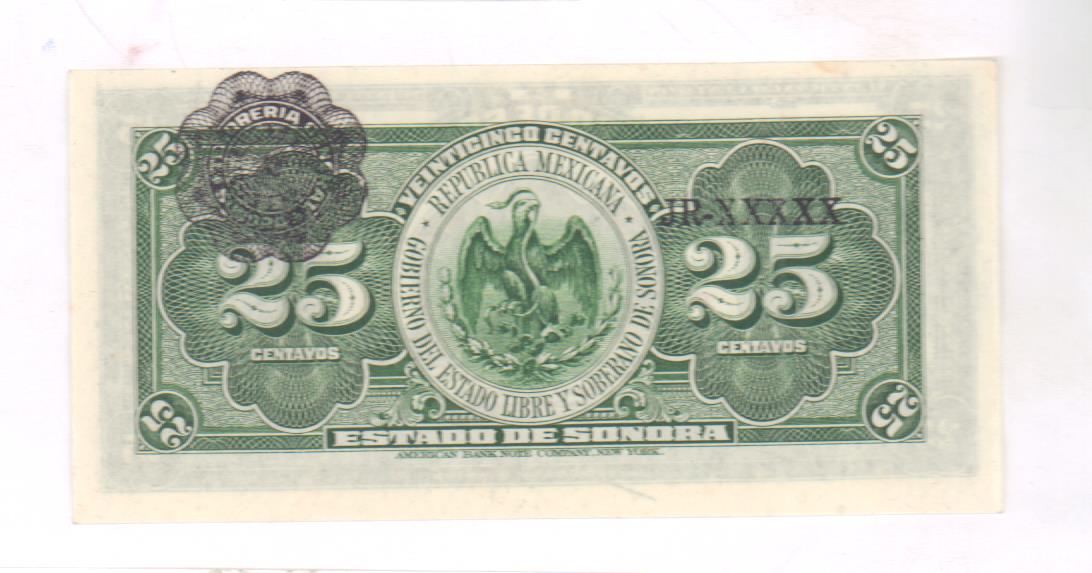 25
VEINTICINCO CENTAVOS
25
RERIA
REPUBLICA MEXICANA
JR-XXXXX
25
25
CENTAVOS
CENTAVOS
GOBIERNO DEL ESTADO LIBRE Y SOBERANO DE SONORA
25
25
ESTADO DE SONORA
AMERICAN BANK NOTE COMPANY, NEW YORK.